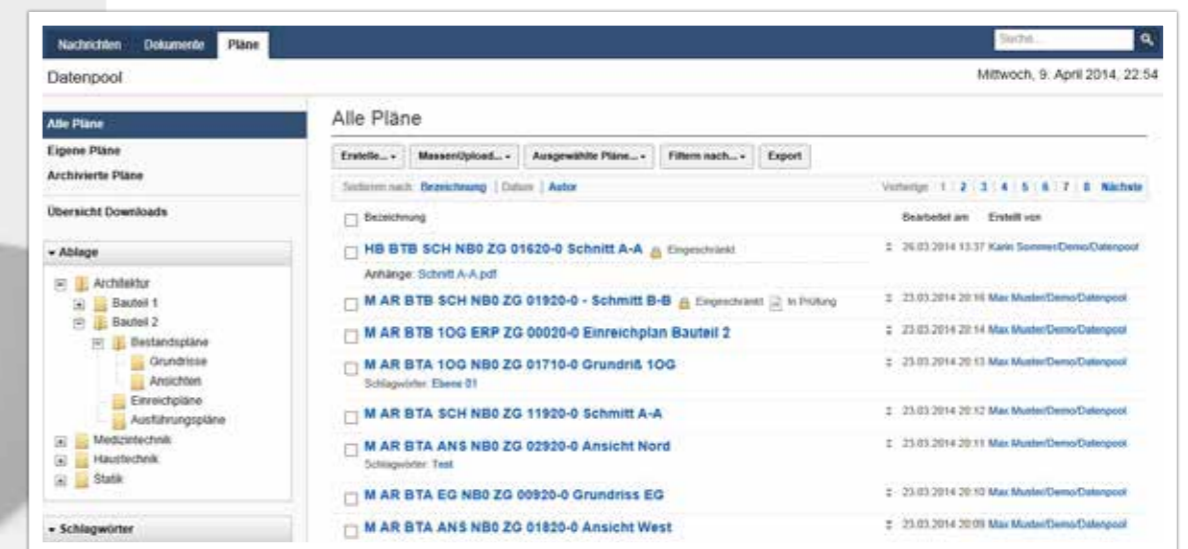 Nachrichten Dokumente Pläne
Suche...
Datenpool
Mittwoch, 9. April 2014, 22:54
Alle Pläne
Eigene Pläne
Archivierte Pläne
Übersicht Downloads
▾ Ablage
Architektur
Bauteil 1
Bauteil 2
Bestandspläne
Grundrisse
Ansichten
Einreichpläne
Ausführungspläne
Medizintechnik
Haustechnik
Statik
▾ Schlagwörter
Alle Pläne
Erstelle... MassenUpload... Ausgewählte Pläne... Filtern nach... Export
Sortieren nach: Bezeichnung | Datum | Autor
Vorherige 1 | 2 | 3 | 4 | 5 | 6 | 7 | 8 Nächste
Bezeichnung Bearbeitet am Erstellt von
HB BTB SCH NB0 ZG 01620-0 Schnitt A-A Eingeschränkt 26.03.2014 13:37 Karin Sommer/Demo/Datenpool
Anhänge: Schnitt A-A.pdf
M AR BTB SCH NB0 ZG 01920-0 - Schmitt B-B Eingeschränkt In Prüfung 23.03.2014 20:16 Max Muster/Demo/Datenpool
M AR BTB 1OG ERP ZG 00020-0 Einreichplan Bauteil 2 23.03.2014 20:14 Max Muster/Demo/Datenpool
M AR BTA 1OG NB0 ZG 01710-0 Grundriß 1OG 23.03.2014 20:13 Max Muster/Demo/Datenpool
Schlagwörter: Ebene 01
M AR BTA SCH NB0 ZG 11920-0 Schmitt A-A 23.03.2014 20:12 Max Muster/Demo/Datenpool
M AR BTA ANS NB0 ZG 02920-0 Ansicht Nord 23.03.2014 20:11 Max Muster/Demo/Datenpool
Schlagwörter: Test
M AR BTA EG NB0 ZG 00920-0 Grundriss EG 23.03.2014 20:10 Max Muster/Demo/Datenpool
M AR BTA ANS NB0 ZG 01820-0 Ansicht West 23.03.2014 20:09 Max Muster/Demo/Datenpool